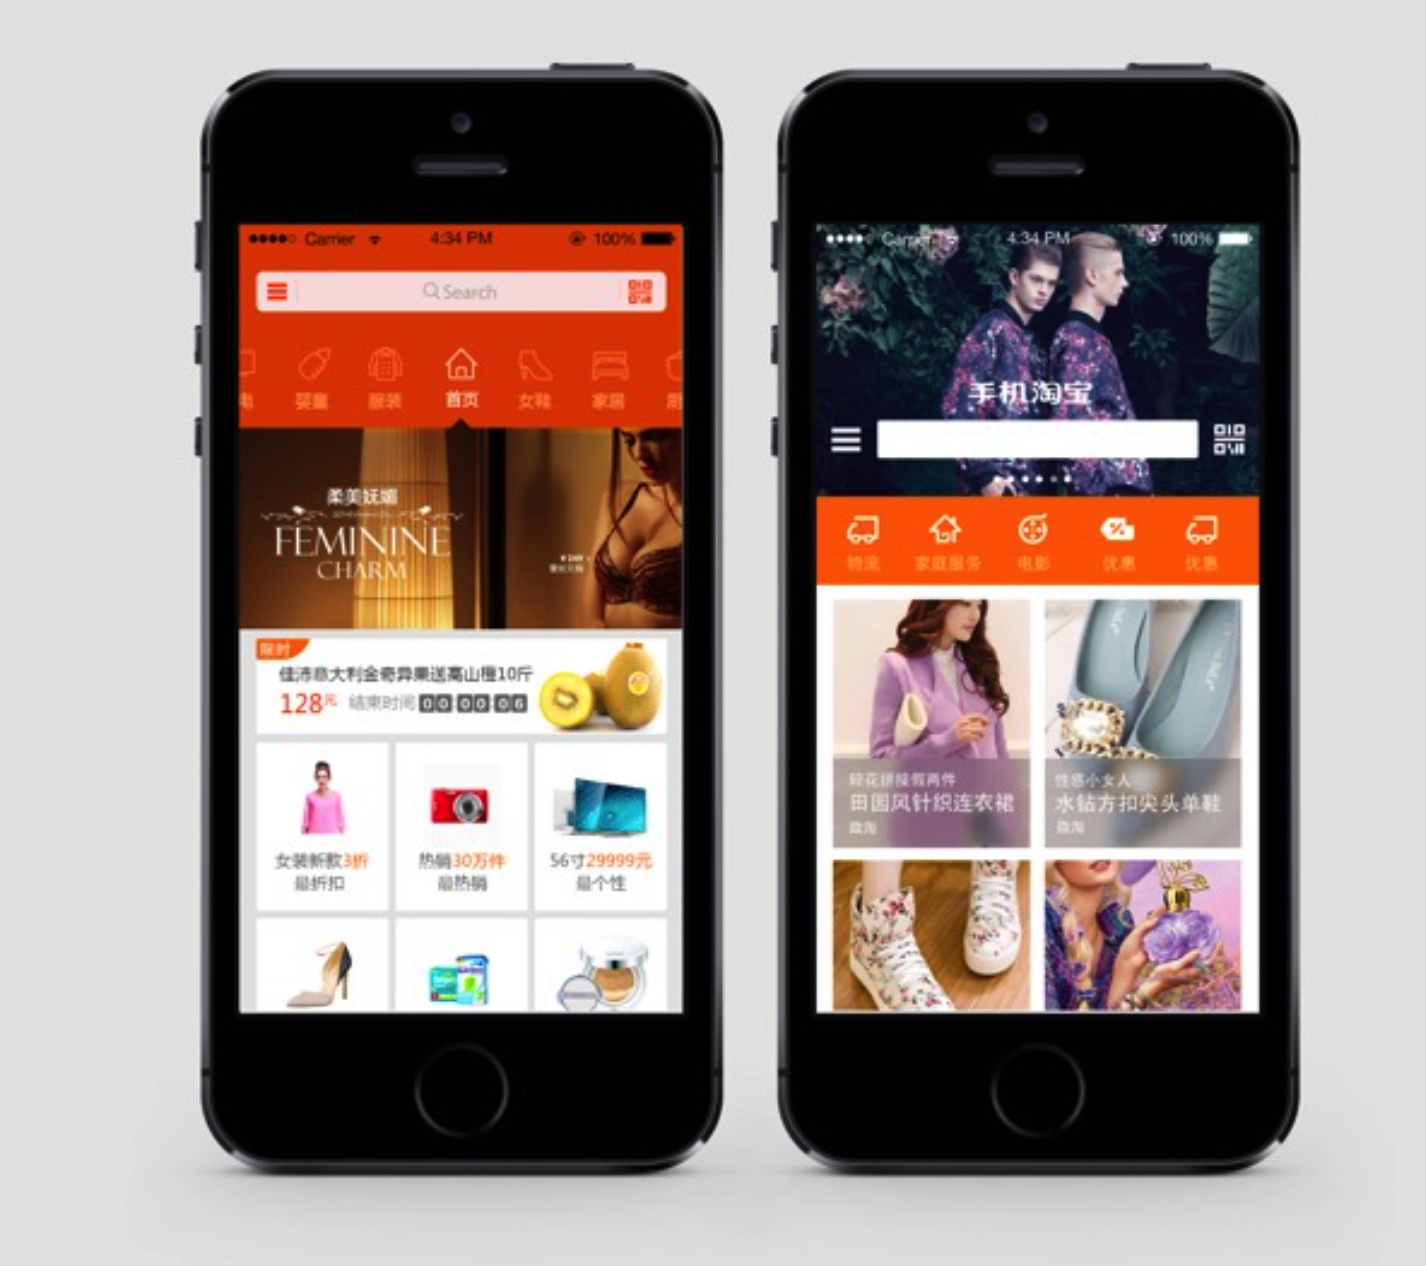 Carrier
4:34 PM
100%
Search
电
婴童
服装
首页
女鞋
家居
厨
柔美妩媚
FEMININE
CHARM
限时
佳沛意大利金奇异果送高山橙10斤
128元 结束时间 00:00:06
女装新款3折
最折扣
热销30万件
最热销
56寸29999元
最个性
Carrier
4:34 PM
100%
手机淘宝
物流
家庭服务
电影
优惠
优惠
碎花拼接假两件
田园风针织连衣裙
微淘
性感小女人
水钻方扣尖头单鞋
微淘